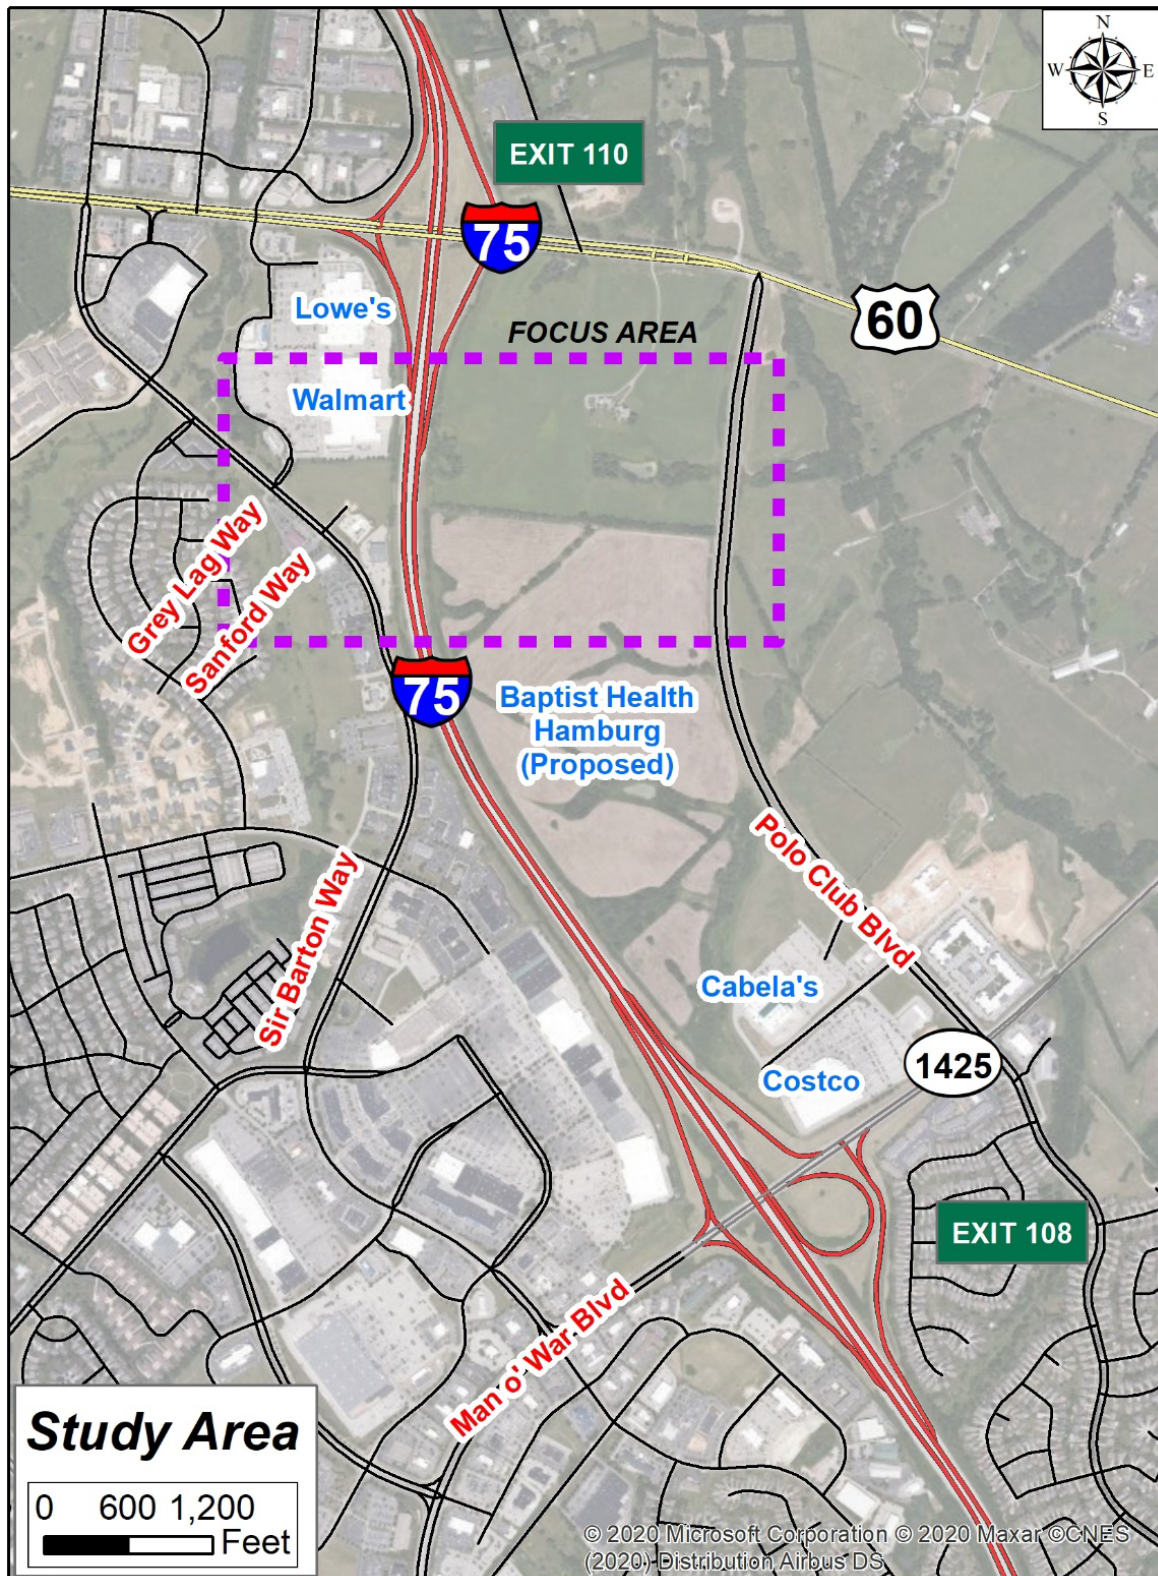 N
W E
S
EXIT 110
75
60
Lowe's
FOCUS AREA
Walmart
Grey Lag Way
Sanford Way
75
Baptist Health
Hamburg
(Proposed)
Polo Club Blvd
Sir Barton Way
Cabela's
1425
Costco
EXIT 108
Man o' War Blvd
Study Area
0 600 1,200
Feet
© 2020 Microsoft Corporation © 2020 Maxar ©CNES
(2020) Distribution Airbus DS